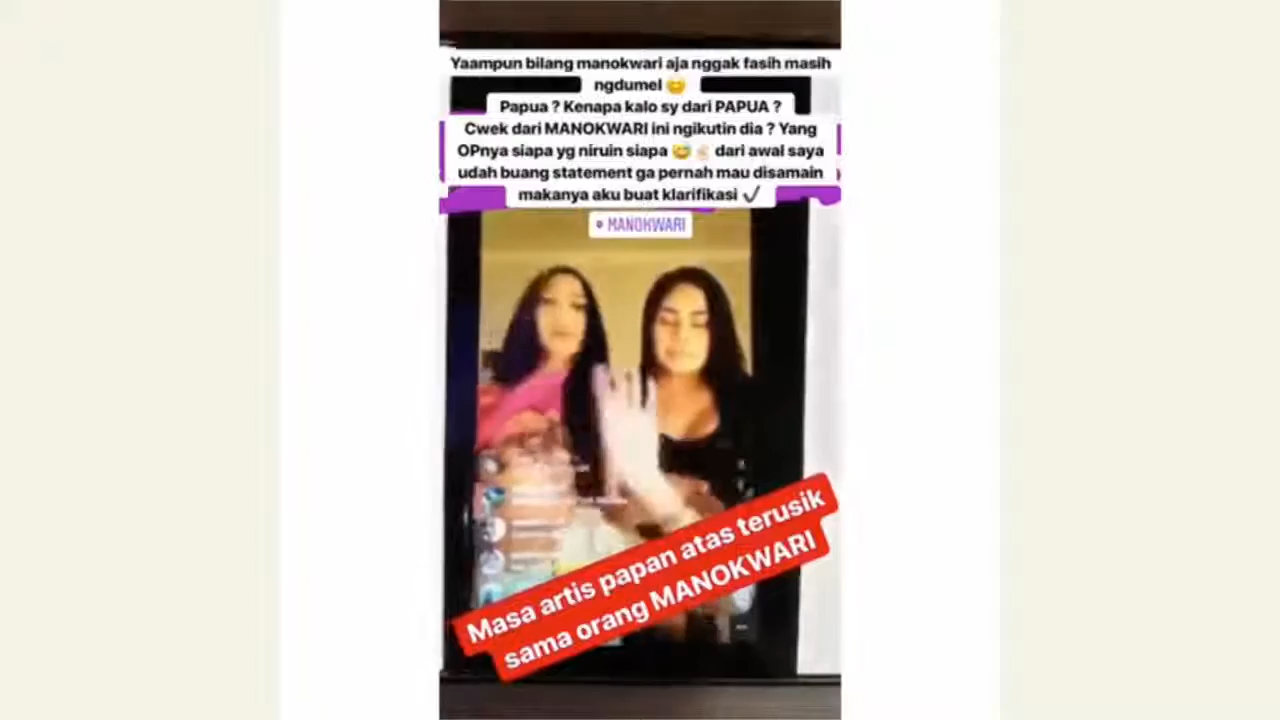 Yaampun bilang manokwari aja nggak fasih masih
ngdumel 😊
Papua ? Kenapa kalo sy dari PAPUA ?
Cwek dari MANOKWARI ini ngikutin dia ? Yang
OPnya siapa yg niruin siapa 😅👌🏻 dari awal saya
udah buang statement ga pernah mau disamain
makanya aku buat klarifikasi ✔️
MANOKWARI
Masa artis papan atas terusik
sama orang MANOKWARI